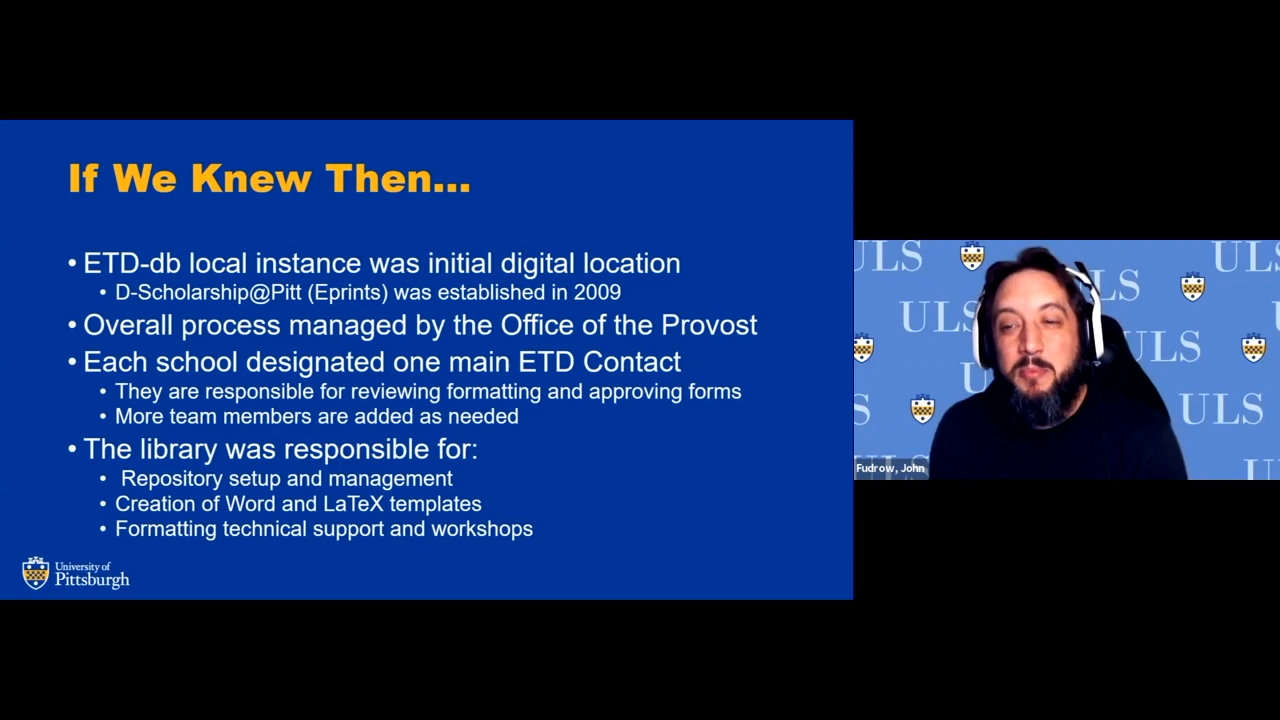 If We Knew Then...
• ETD-db local instance was initial digital location
• D-Scholarship@Pitt (Eprints) was established in 2009
• Overall process managed by the Office of the Provost
• Each school designated one main ETD Contact
• They are responsible for reviewing formatting and approving forms
• More team members are added as needed
• The library was responsible for:
• Repository setup and management
• Creation of Word and LaTeX templates
• Formatting technical support and workshops
University of
Pittsburgh
ULS
ULS
ULS
ULS
ULS
ULS
Fudrow, John